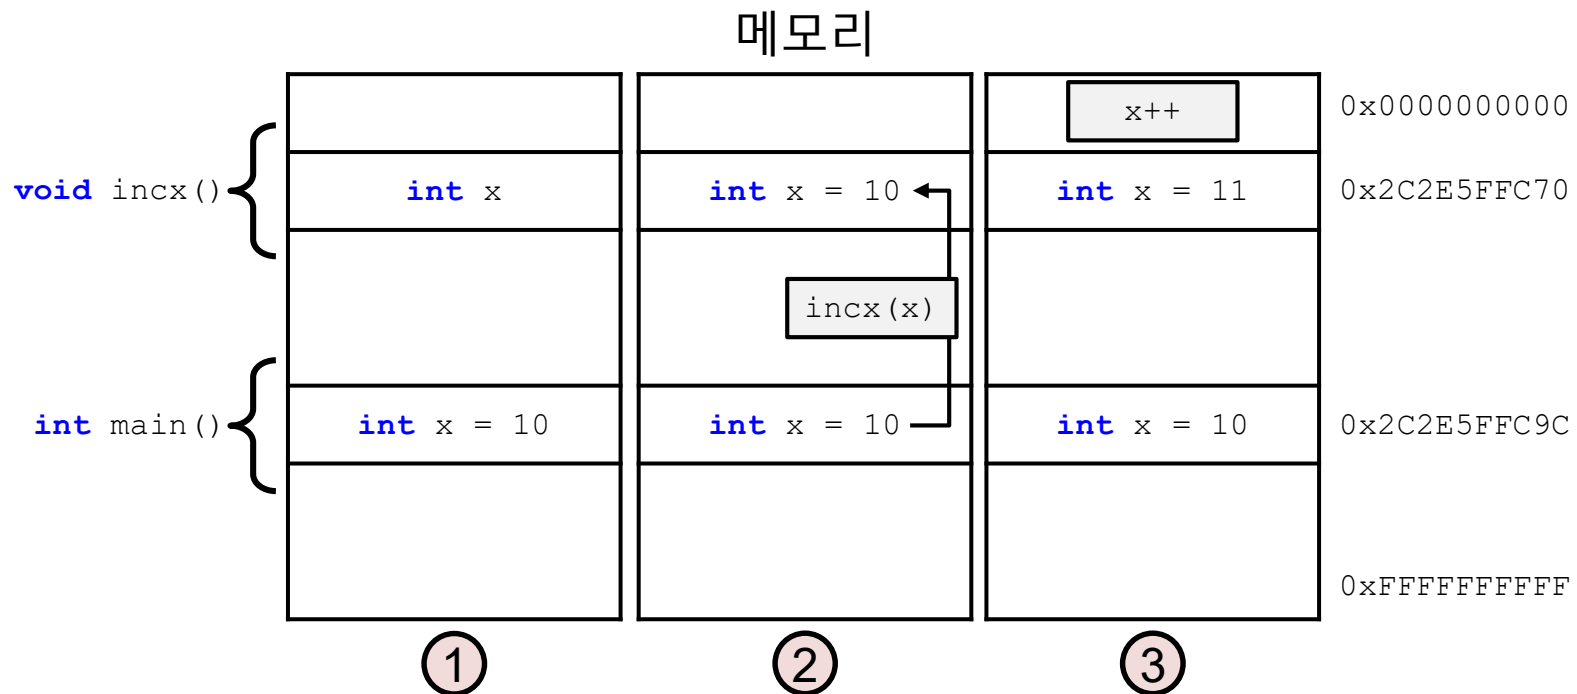 메모리
x++
0x0000000000
void incx()
int x
int x = 10
int x = 11
0x2C2E5FFC70
incx(x)
int main()
int x = 10
int x = 10
int x = 10
0x2C2E5FFC9C
0xFFFFFFFFFF
1
2
3